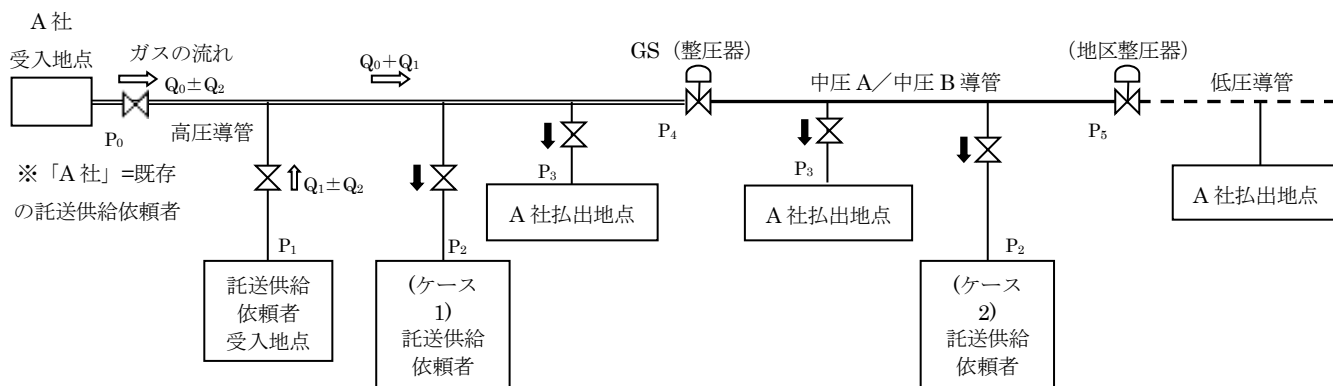 A 社
受入地点
ガスの流れ
Q₀±Q₂
Q₀+Q₁
GS（整圧器）
（地区整圧器）
中圧 A／中圧 B 導管
低圧導管
P₀
高圧導管
P₄
P₅
※「A 社」=既存
の託送供給依頼者
Q₁±Q₂
P₃
A 社払出地点
P₃
A 社払出地点
A 社払出地点
P₁
託送供給
依頼者
受入地点
P₂
(ケース
1)
託送供給
依頼者
P₂
(ケース
2)
託送供給
依頼者